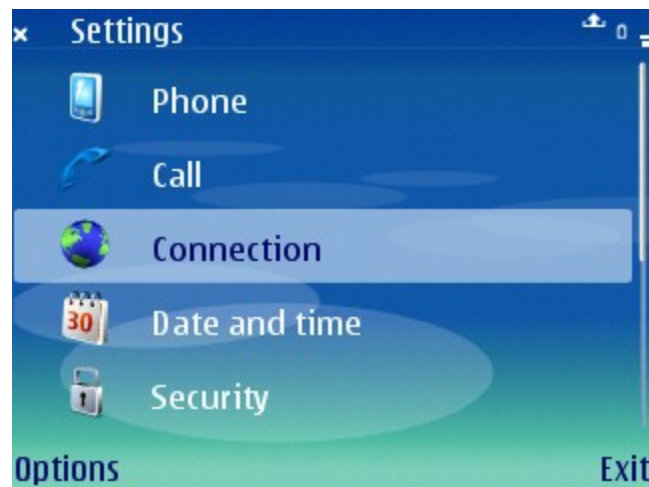 Settings
Phone
Call
Connection
30
Date and time
Security
Options
Exit